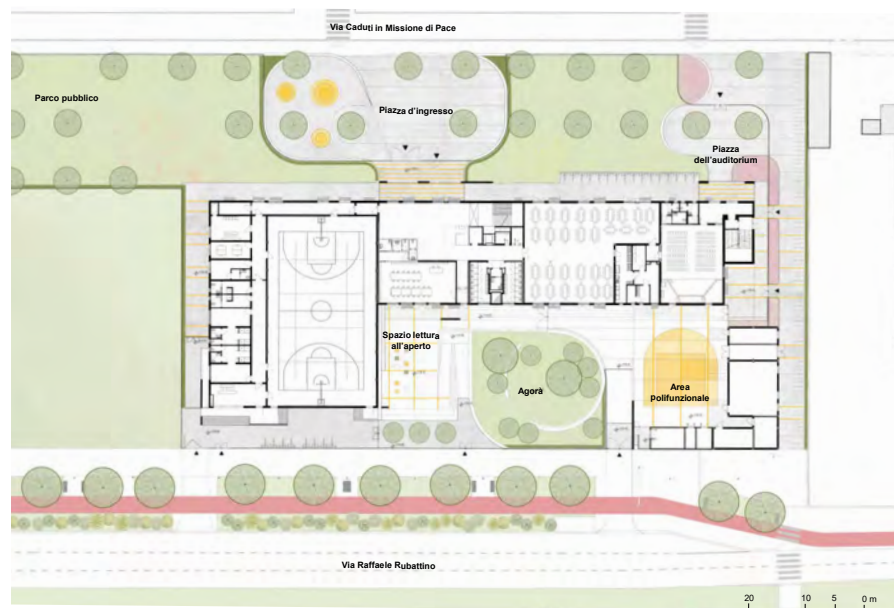 Via Caduti in Missione di Pace
Parco pubblico
Piazza d'ingresso
Piazza
dell'auditorium
Spazio lettura
all'aperto
Agorà
Area
Polifunzionale
Via Raffaele Rubattino
20 10 5 0 m